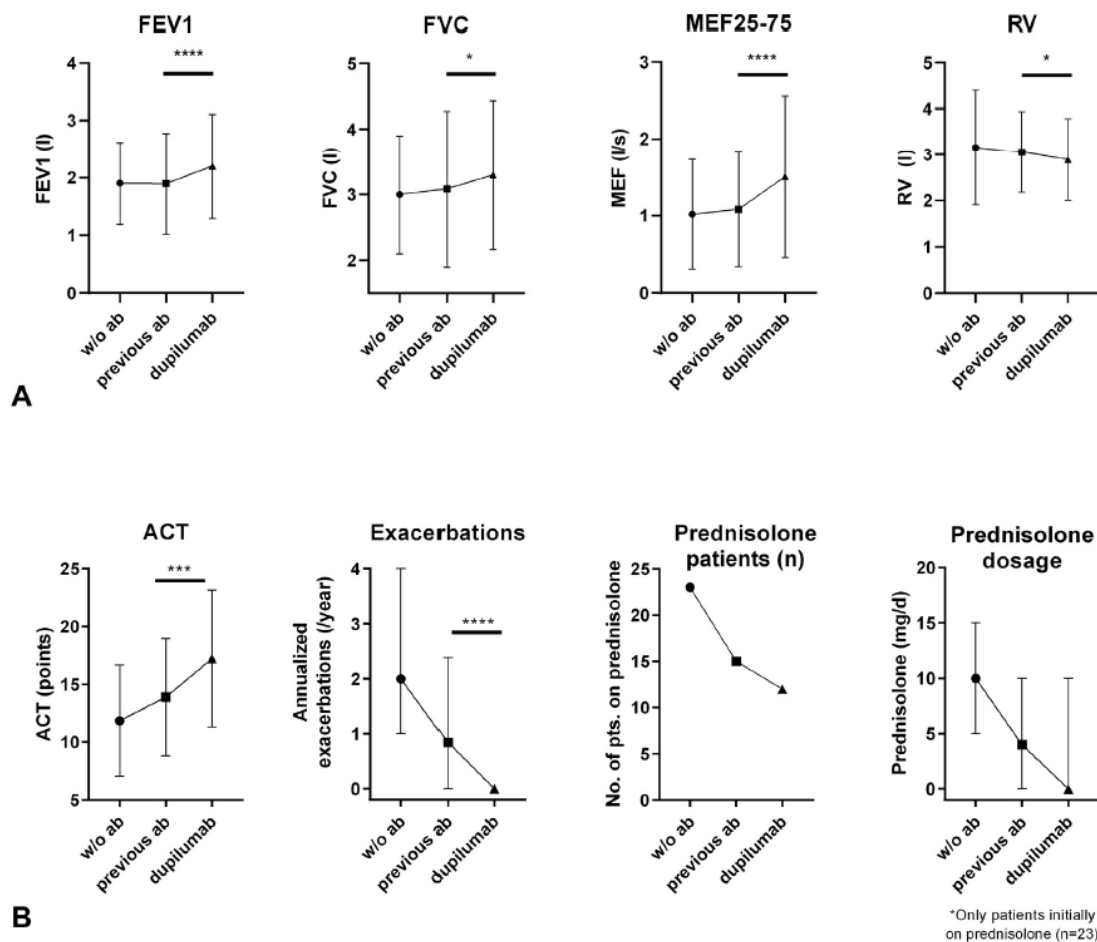 FEV1
****
FEV1 (l)
4
3
2
1
0
w/o ab
previous ab
dupilumab
FVC
*
FVC (l)
5
4
3
2
w/o ab
previous ab
dupilumab
MEF25-75
****
MEF (l/s)
3
2
1
0
w/o ab
previous ab
dupilumab
RV
*
RV (l)
5
4
3
2
1
0
w/o ab
previous ab
dupilumab
A
ACT
***
ACT (points)
25
20
15
10
5
w/o ab
previous ab
dupilumab
Exacerbations
****
Annualized
exacerbations (/year)
4
3
2
1
0
w/o ab
previous ab
dupilumab
Prednisolone
patients (n)
No. of pts. on prednisolone
25
20
15
10
5
0
w/o ab
previous ab
dupilumab
Prednisolone
dosage
Prednisolone (mg/d)
20
15
10
5
0
w/o ab
previous ab
dupilumab
B
*Only patients initially
on prednisolone (n=23)